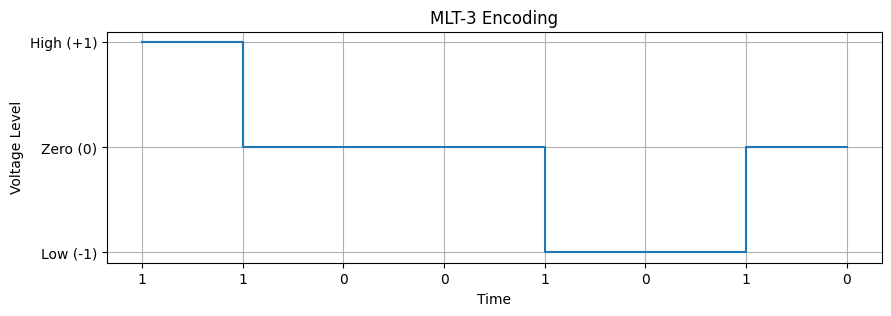 MLT-3 Encoding
Voltage Level
High (+1)
Zero (0)
Low (-1)
1 1 0 0 1 0 1 0
Time